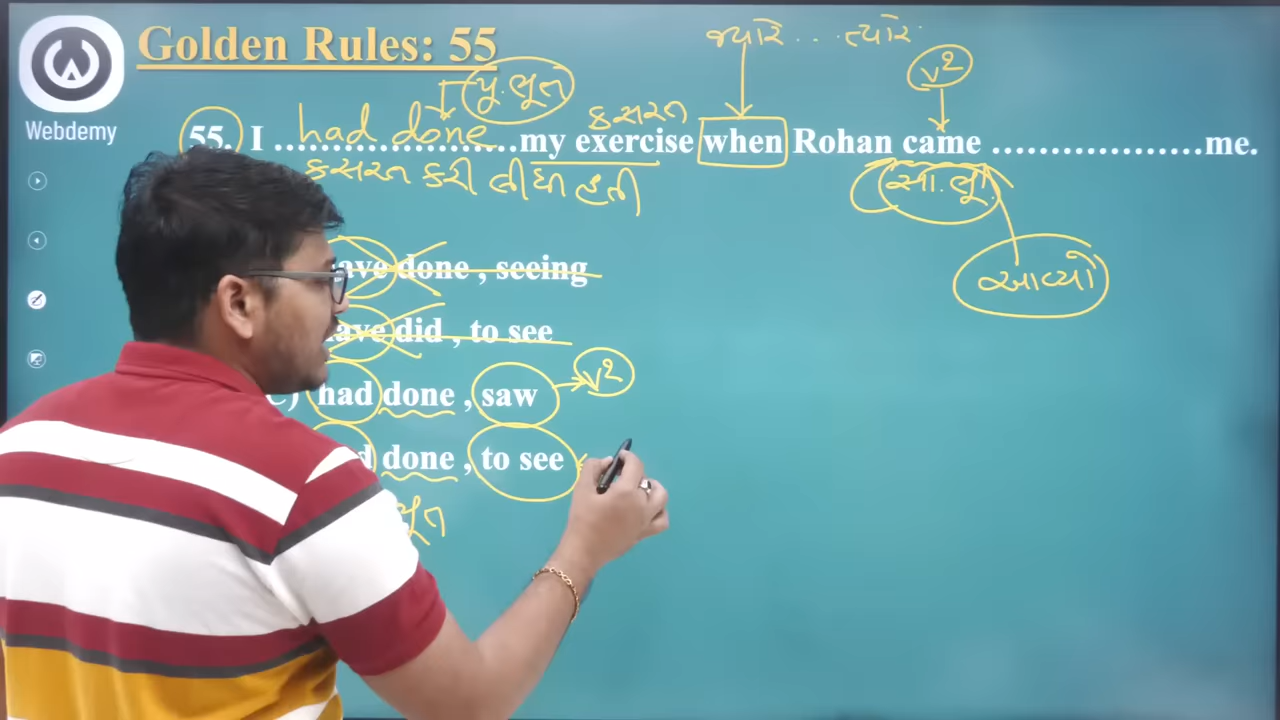 Golden Rules: 55
જ્યારે ... ત્યારે
Webdemy
પૂ.ભૂત
કસરત
V²
55. I had done my exercise when Rohan came ..................me.
કસરત કરી લીધી હતી
સા.ભૂ.
આવ્યો
ave done , seeing
ave did , to see
C) had done , saw
V²
d done , to see
ભૂત